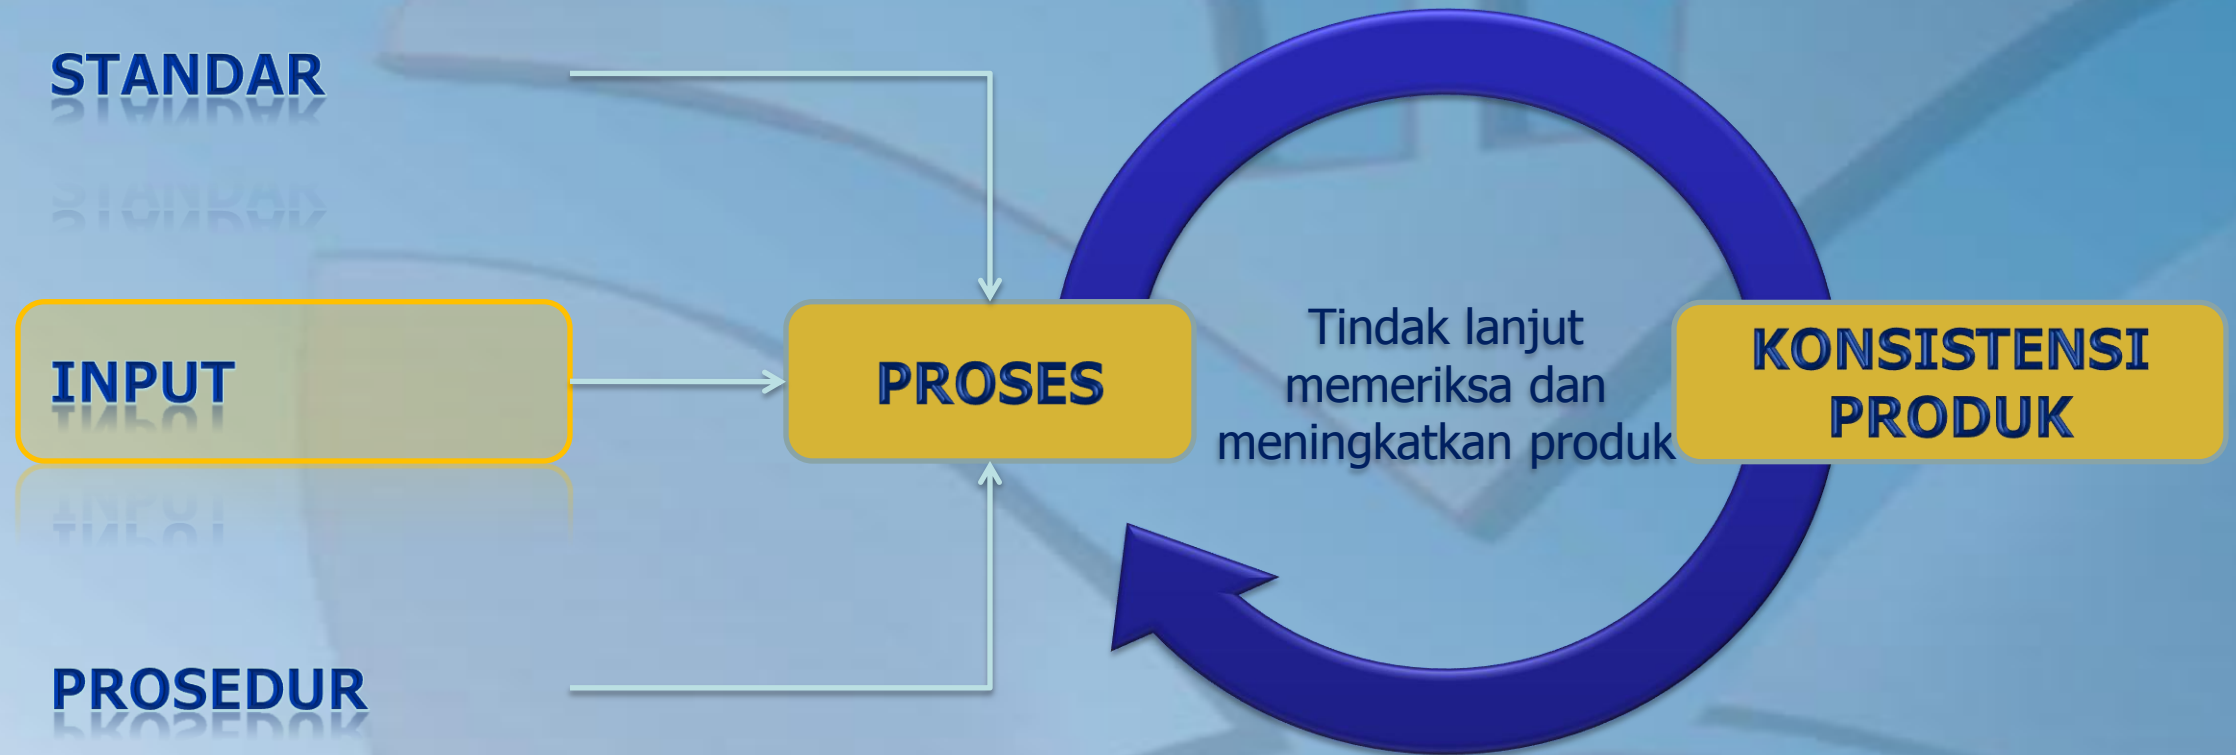 STANDAR
INPUT
PROSEDUR
PROSES
Tindak lanjut
memeriksa dan
meningkatkan produk
KONSISTENSI
PRODUK